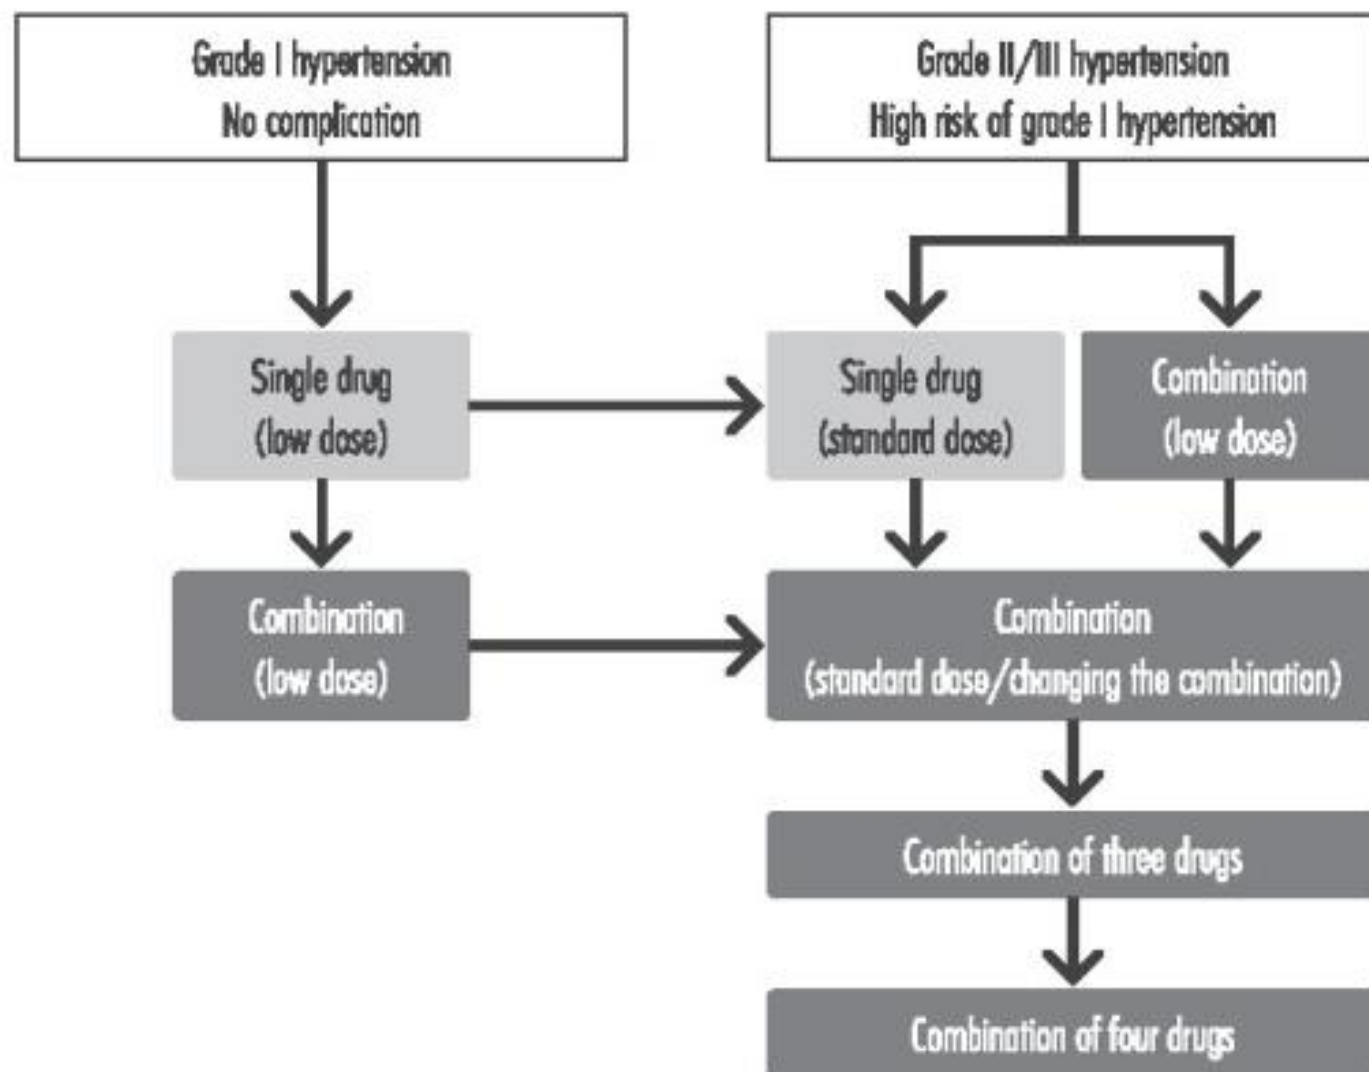 Grade I hypertension
No complication
Grade II/III hypertension
High risk of grade I hypertension
Single drug
(low dose)
Single drug
(standard dose)
Combination
(low dose)
Combination
(low dose)
Combination
(standard dose/changing the combination)
Combination of three drugs
Combination of four drugs